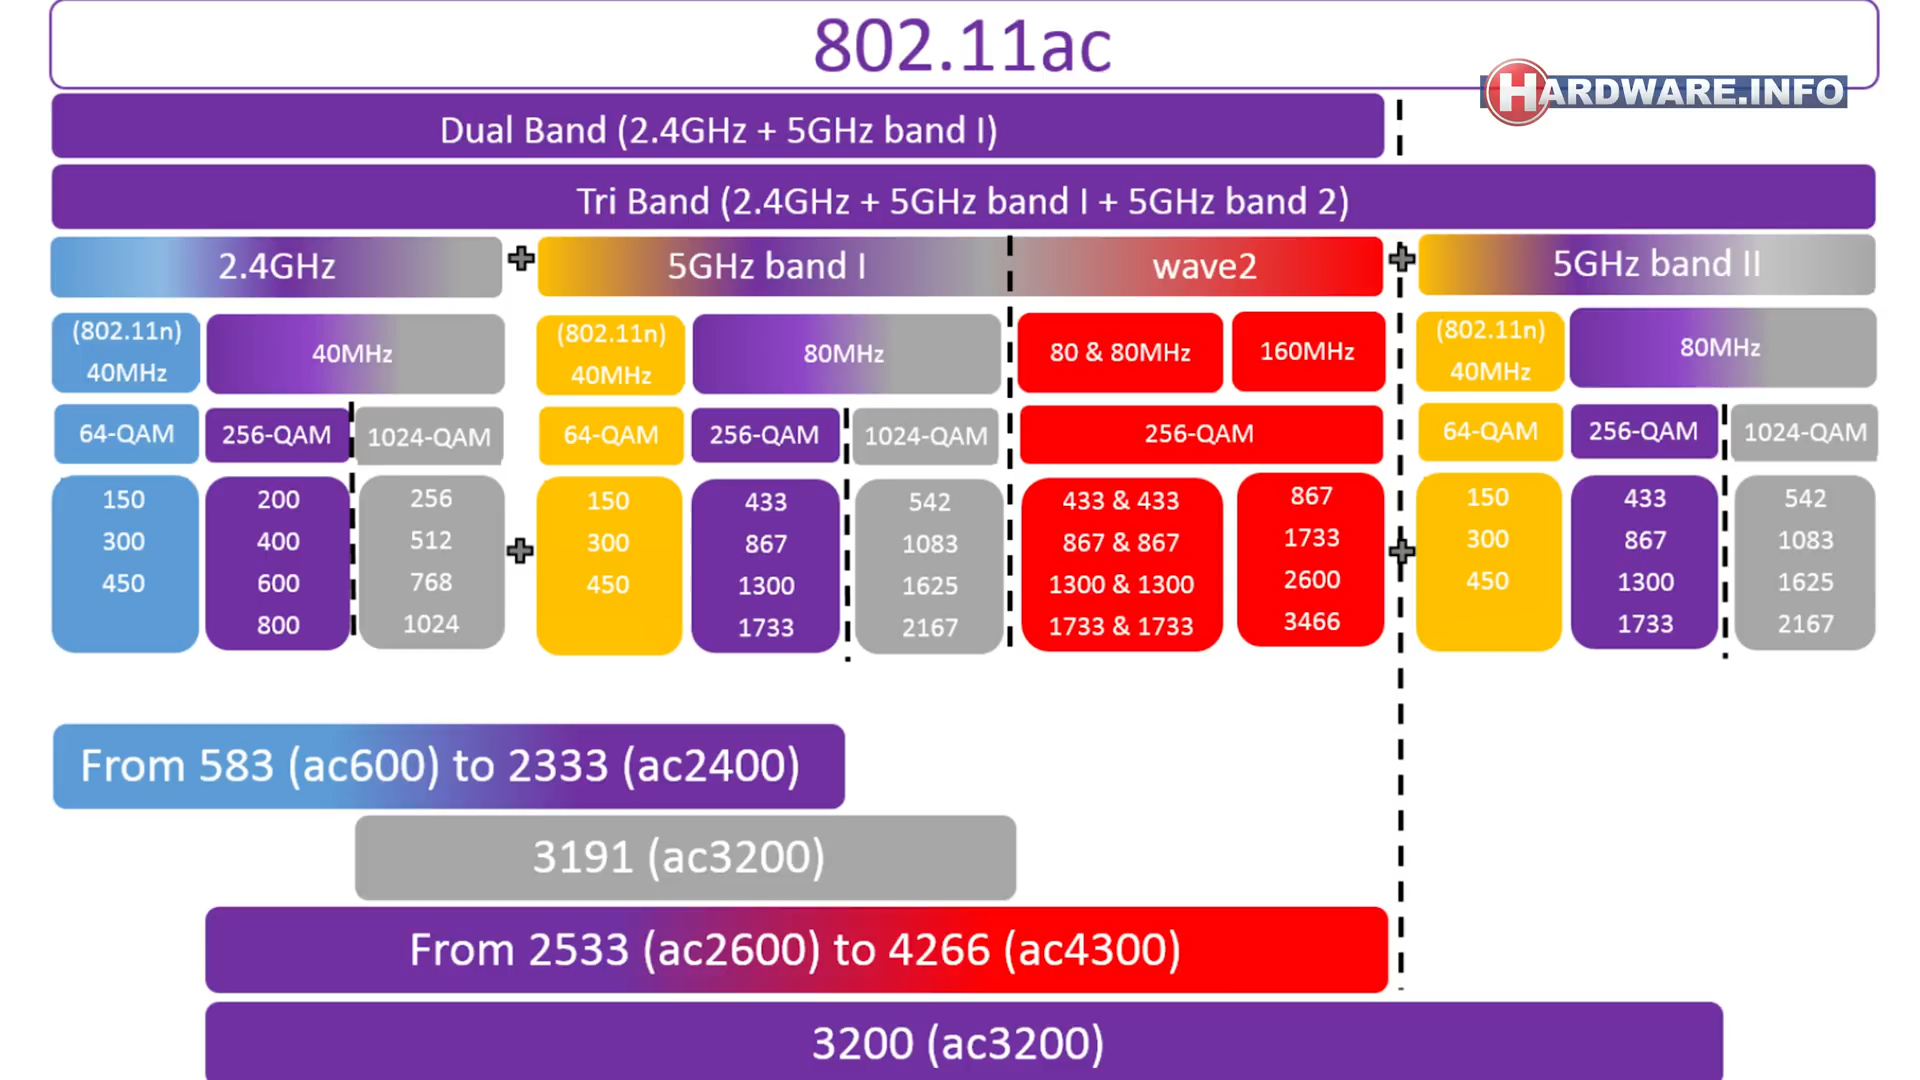 802.11ac
HARDWARE.INFO
Dual Band (2.4GHz + 5GHz band I)
Tri Band (2.4GHz + 5GHz band I + 5GHz band 2)
2.4GHz + 5GHz band I wave2 + 5GHz band II
(802.11n)
40MHz
40MHz
(802.11n)
40MHz
80MHz
80 & 80MHz
160MHz
(802.11n)
40MHz
80MHz
64-QAM 256-QAM 1024-QAM 64-QAM 256-QAM 1024-QAM 256-QAM 64-QAM 256-QAM 1024-QAM
150 200 256 150 433 542 433 & 433 867 150 433 542
300 400 512 + 300 867 1083 867 & 867 1733 + 300 867 1083
450 600 768 450 1300 1625 1300 & 1300 2600 450 1300 1625
800 1024 1733 2167 1733 & 1733 3466 1733 2167
From 583 (ac600) to 2333 (ac2400)
3191 (ac3200)
From 2533 (ac2600) to 4266 (ac4300)
3200 (ac3200)